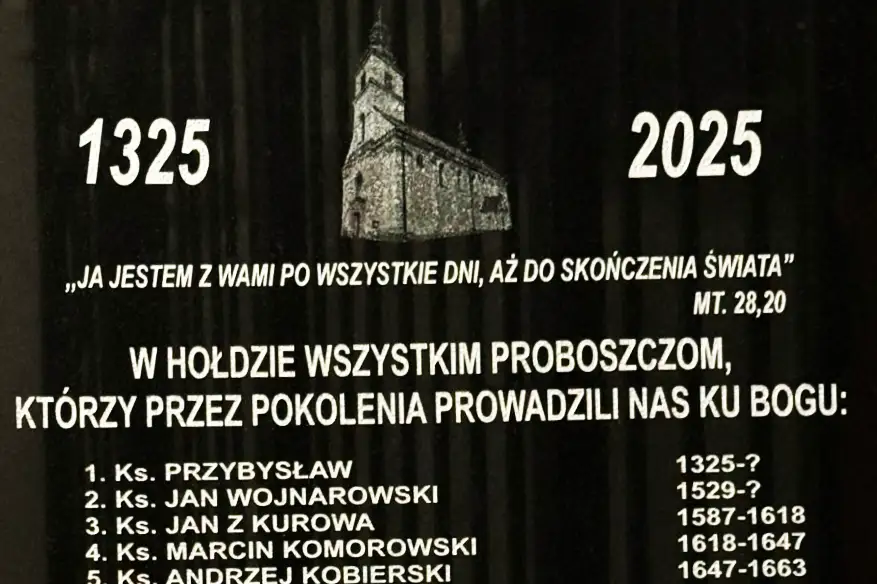 1325 2025
„JA JESTEM Z WAMI PO WSZYSTKIE DNI, AŻ DO SKOŃCZENIA ŚWIATA”
MT. 28,20
W HOŁDZIE WSZYSTKIM PROBOSZCZOM,
KTÓRZY PRZEZ POKOLENIA PROWADZILI NAS KU BOGU:
1. Ks. PRZYBYSŁAW 1325-?
2. Ks. JAN WOJNAROWSKI 1529-?
3. Ks. JAN Z KUROWA 1587-1618
4. Ks. MARCIN KOMOROWSKI 1618-1647
5. Ks. ANDRZEJ KOBIERSKI 1647-1663